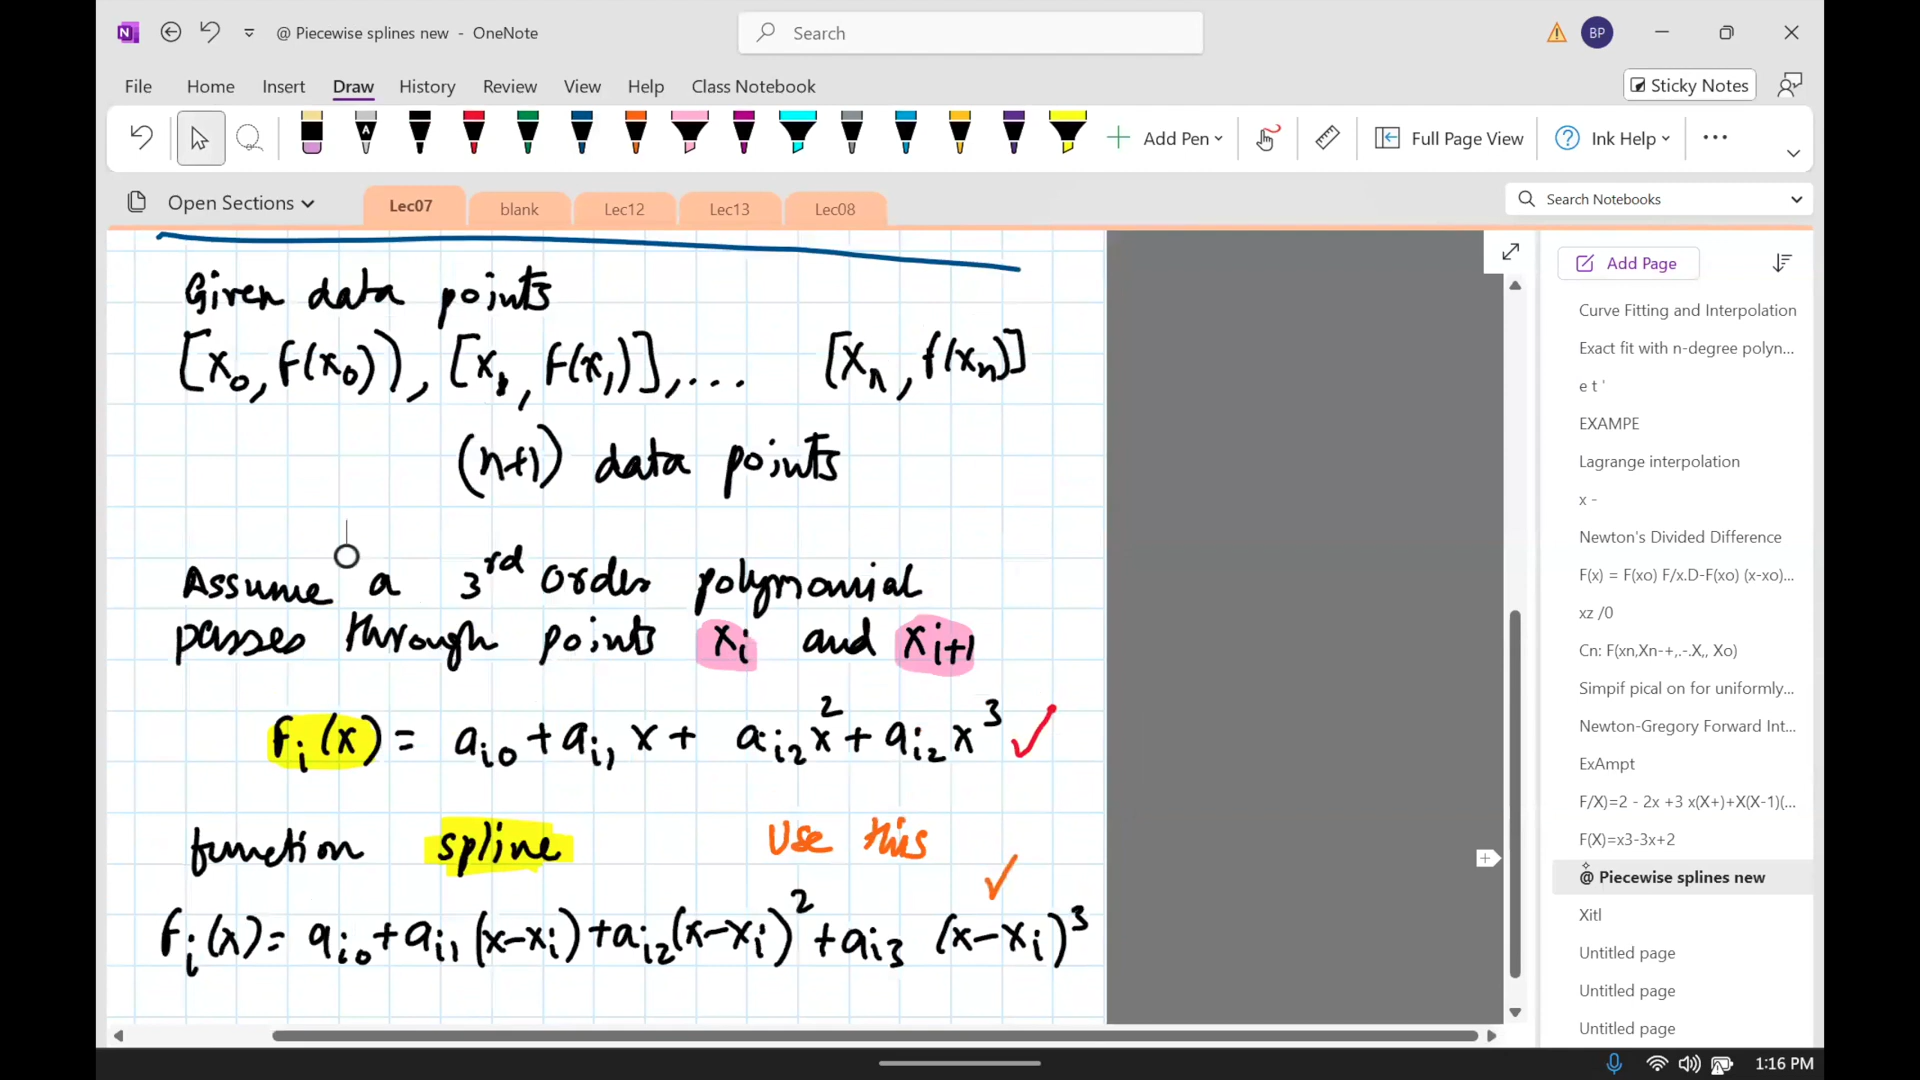 @ Piecewise splines new - OneNote
Search
BP
File Home Insert Draw History Review View Help Class Notebook
Sticky Notes
A
Add Pen
Full Page View
Ink Help
Open Sections
Lec07
blank
Lec12
Lec13
Lec08
Search Notebooks
Given data points
[x₀, F(x₀)), [x₁, F(x₁)], ... [xₙ, f(xₙ)]
(n+1) data points
Assume a 3rd order polynomial
passes through points xᵢ and xᵢ₊₁
fᵢ(x) = aᵢ₀ + aᵢ₁ x + aᵢ₂ x² + aᵢ₂ x³ ✓
function spline Use this
✓
fᵢ(x) = aᵢ₀ + aᵢ₁ (x-xᵢ) + aᵢ₂ (x-xᵢ)² + aᵢ₃ (x-xᵢ)³
Add Page
Curve Fitting and Interpolation
Exact fit with n-degree polyn...
e t '
EXAMPE
Lagrange interpolation
x -
Newton's Divided Difference
F(x) = F(xo) F/x.D-F(xo) (x-xo)...
xz /0
Cn: F(xn,Xn-+,.-.X,, Xo)
Simpif pical on for uniformly...
Newton-Gregory Forward Int...
ExAmpt
F/X)=2 - 2x +3 x(X+)+X(X-1)(...
F(X)=x3-3x+2
@ Piecewise splines new
Xitl
Untitled page
Untitled page
Untitled page
1:16 PM